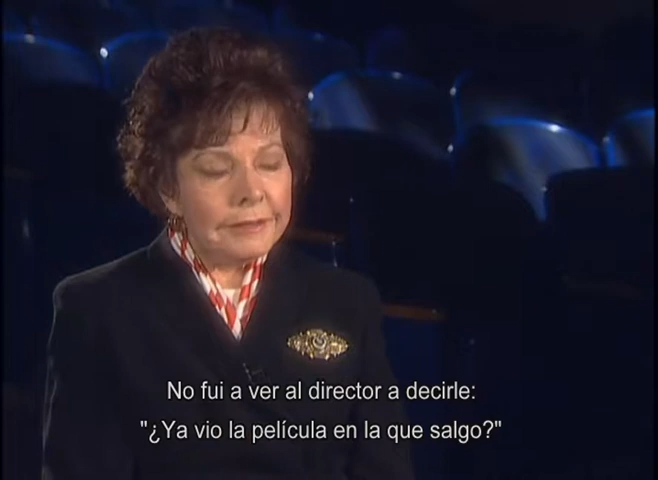 No fui a ver al director a decirle:
"¿Ya vio la película en la que salgo?"